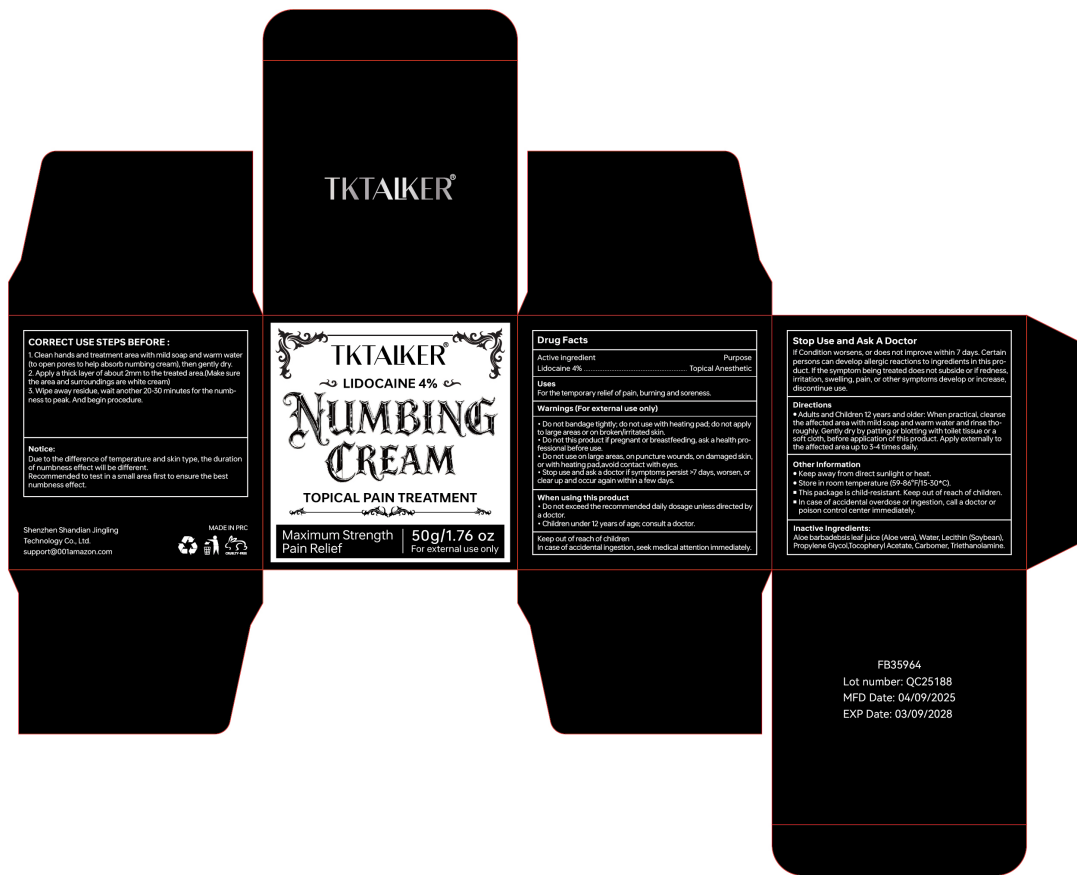 TKTALKER®
CORRECT USE STEPS BEFORE :
1. Clean hands and treatment area with mild soap and warm water
(to open pores to help absorb numbing cream), then gently dry.
2. Apply a thick layer of about 2mm to the treated area.(Make sure
the area and surroundings are white cream)
3. Wipe away residue, wait another 20-30 minutes for the numb-
ness to peak. And begin procedure.
Notice:
Due to the difference of temperature and skin type, the duration
of numbness effect will be different.
Recommended to test in a small area first to ensure the best
numbness effect.
Shenzhen Shandian Jingling
Technology Co., Ltd.
support@001amazon.com
MADE IN PRC
CRUELTY-FREE
TKTALKER®
LIDOCAINE 4%
NUMBING
CREAM
TOPICAL PAIN TREATMENT
Maximum Strength
Pain Relief
50g/1.76 oz
For external use only
Drug Facts
Active ingredient Purpose
Lidocaine 4% ........ Topical Anesthetic
Uses
For the temporary relief of pain, burning and soreness.
Warnings (For external use only)
• Do not bandage tightly; do not use with heating pad; do not apply
to large areas or on broken/irritated skin.
• Do not this product if pregnant or breastfeeding, ask a health pro-
fessional before use.
• Do not use on large areas, on puncture wounds, on damaged skin,
or with heating pad,avoid contact with eyes.
• Stop use and ask a doctor if symptoms persist >7 days, worsen, or
clear up and occur again within a few days.
When using this product
• Do not exceed the recommended daily dosage unless directed by
a doctor.
• Children under 12 years of age; consult a doctor.
Keep out of reach of children
In case of accidental ingestion, seek medical attention immediately.
Stop Use and Ask A Doctor
If Condition worsens, or does not improve within 7 days. Certain
persons can develop allergic reactions to ingredients in this pro-
duct. If the symptom being treated does not subside or if redness,
irritation, swelling, pain, or other symptoms develop or increase,
discontinue use.
Directions
• Adults and Children 12 years and older: When practical, cleanse
the affected area with mild soap and warm water and rinse tho-
roughly. Gently dry by patting or blotting with toilet tissue or a
soft cloth, before application of this product. Apply externally to
the affected area up to 3-4 times daily.
Other Information
• Keep away from direct sunlight or heat.
• Store in room temperature (59-86°F/15-30°C).
■ This package is child-resistant. Keep out of reach of children.
■ In case of accidental overdose or ingestion, call a doctor or
poison control center immediately.
Inactive Ingredients:
Aloe barbadebsis leaf juice (Aloe vera), Water, Lecithin (Soybean),
Propylene Glycol,Tocopheryl Acetate, Carbomer, Triethanolamine.
FB35964
Lot number: QC25188
MFD Date: 04/09/2025
EXP Date: 03/09/2028